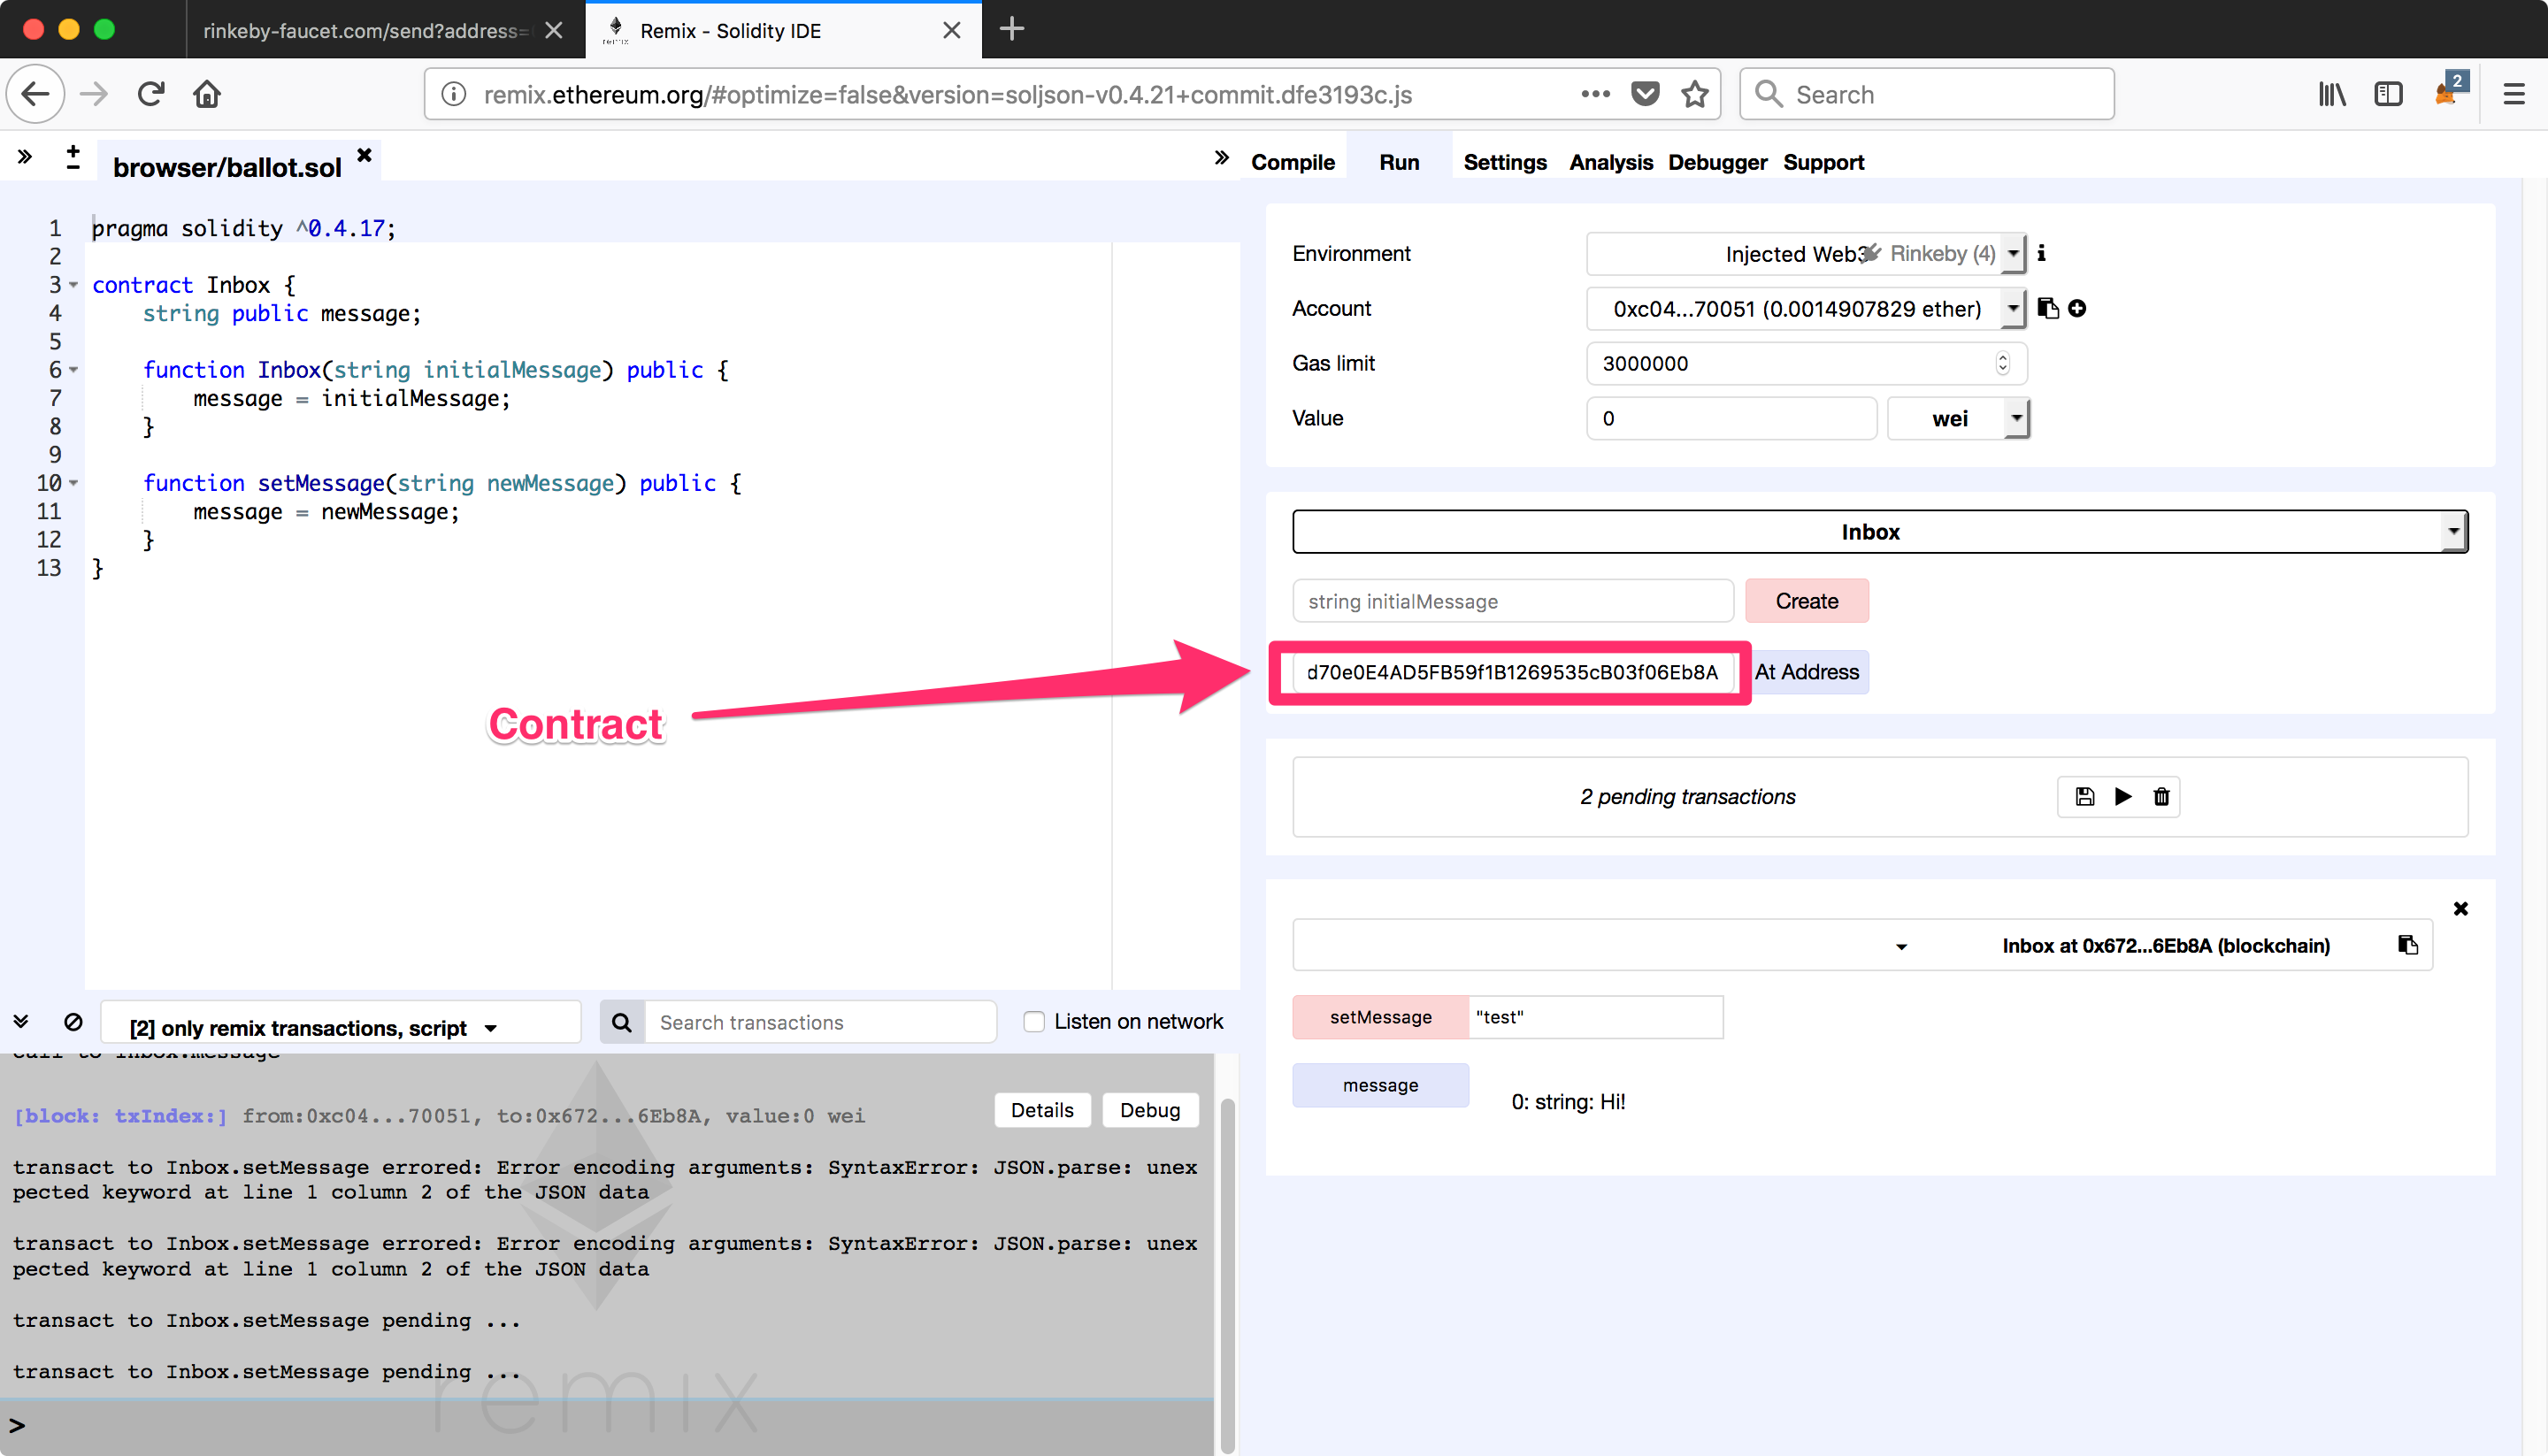 rinkeby-faucet.com/send?address=
Remix - Solidity IDE
remix.ethereum.org/#optimize=false&version=soljson-v0.4.21+commit.dfe3193c.js
Search
2
browser/ballot.sol
Compile Run Settings Analysis Debugger Support
1 pragma solidity ^0.4.17;
2
3 contract Inbox {
4 string public message;
5
6 function Inbox(string initialMessage) public {
7 message = initialMessage;
8 }
9
10 function setMessage(string newMessage) public {
11 message = newMessage;
12 }
13 }
Environment Injected Web3 Rinkeby (4)
Account 0xc04...70051 (0.0014907829 ether)
Gas limit 3000000
Value 0 wei
Inbox
string initialMessage Create
d70e0E4AD5FB59f1B1269535cB03f06Eb8A At Address
Contract
2 pending transactions
Inbox at 0x672...6Eb8A (blockchain)
setMessage "test"
message 0: string: Hi!
[2] only remix transactions, script Search transactions Listen on network
call to Inbox.message
[block: txIndex:] from:0xc04...70051, to:0x672...6Eb8A, value:0 wei Details Debug
transact to Inbox.setMessage errored: Error encoding arguments: SyntaxError: JSON.parse: unex
pected keyword at line 1 column 2 of the JSON data
transact to Inbox.setMessage errored: Error encoding arguments: SyntaxError: JSON.parse: unex
pected keyword at line 1 column 2 of the JSON data
transact to Inbox.setMessage pending ...
transact to Inbox.setMessage pending ...
remix
>